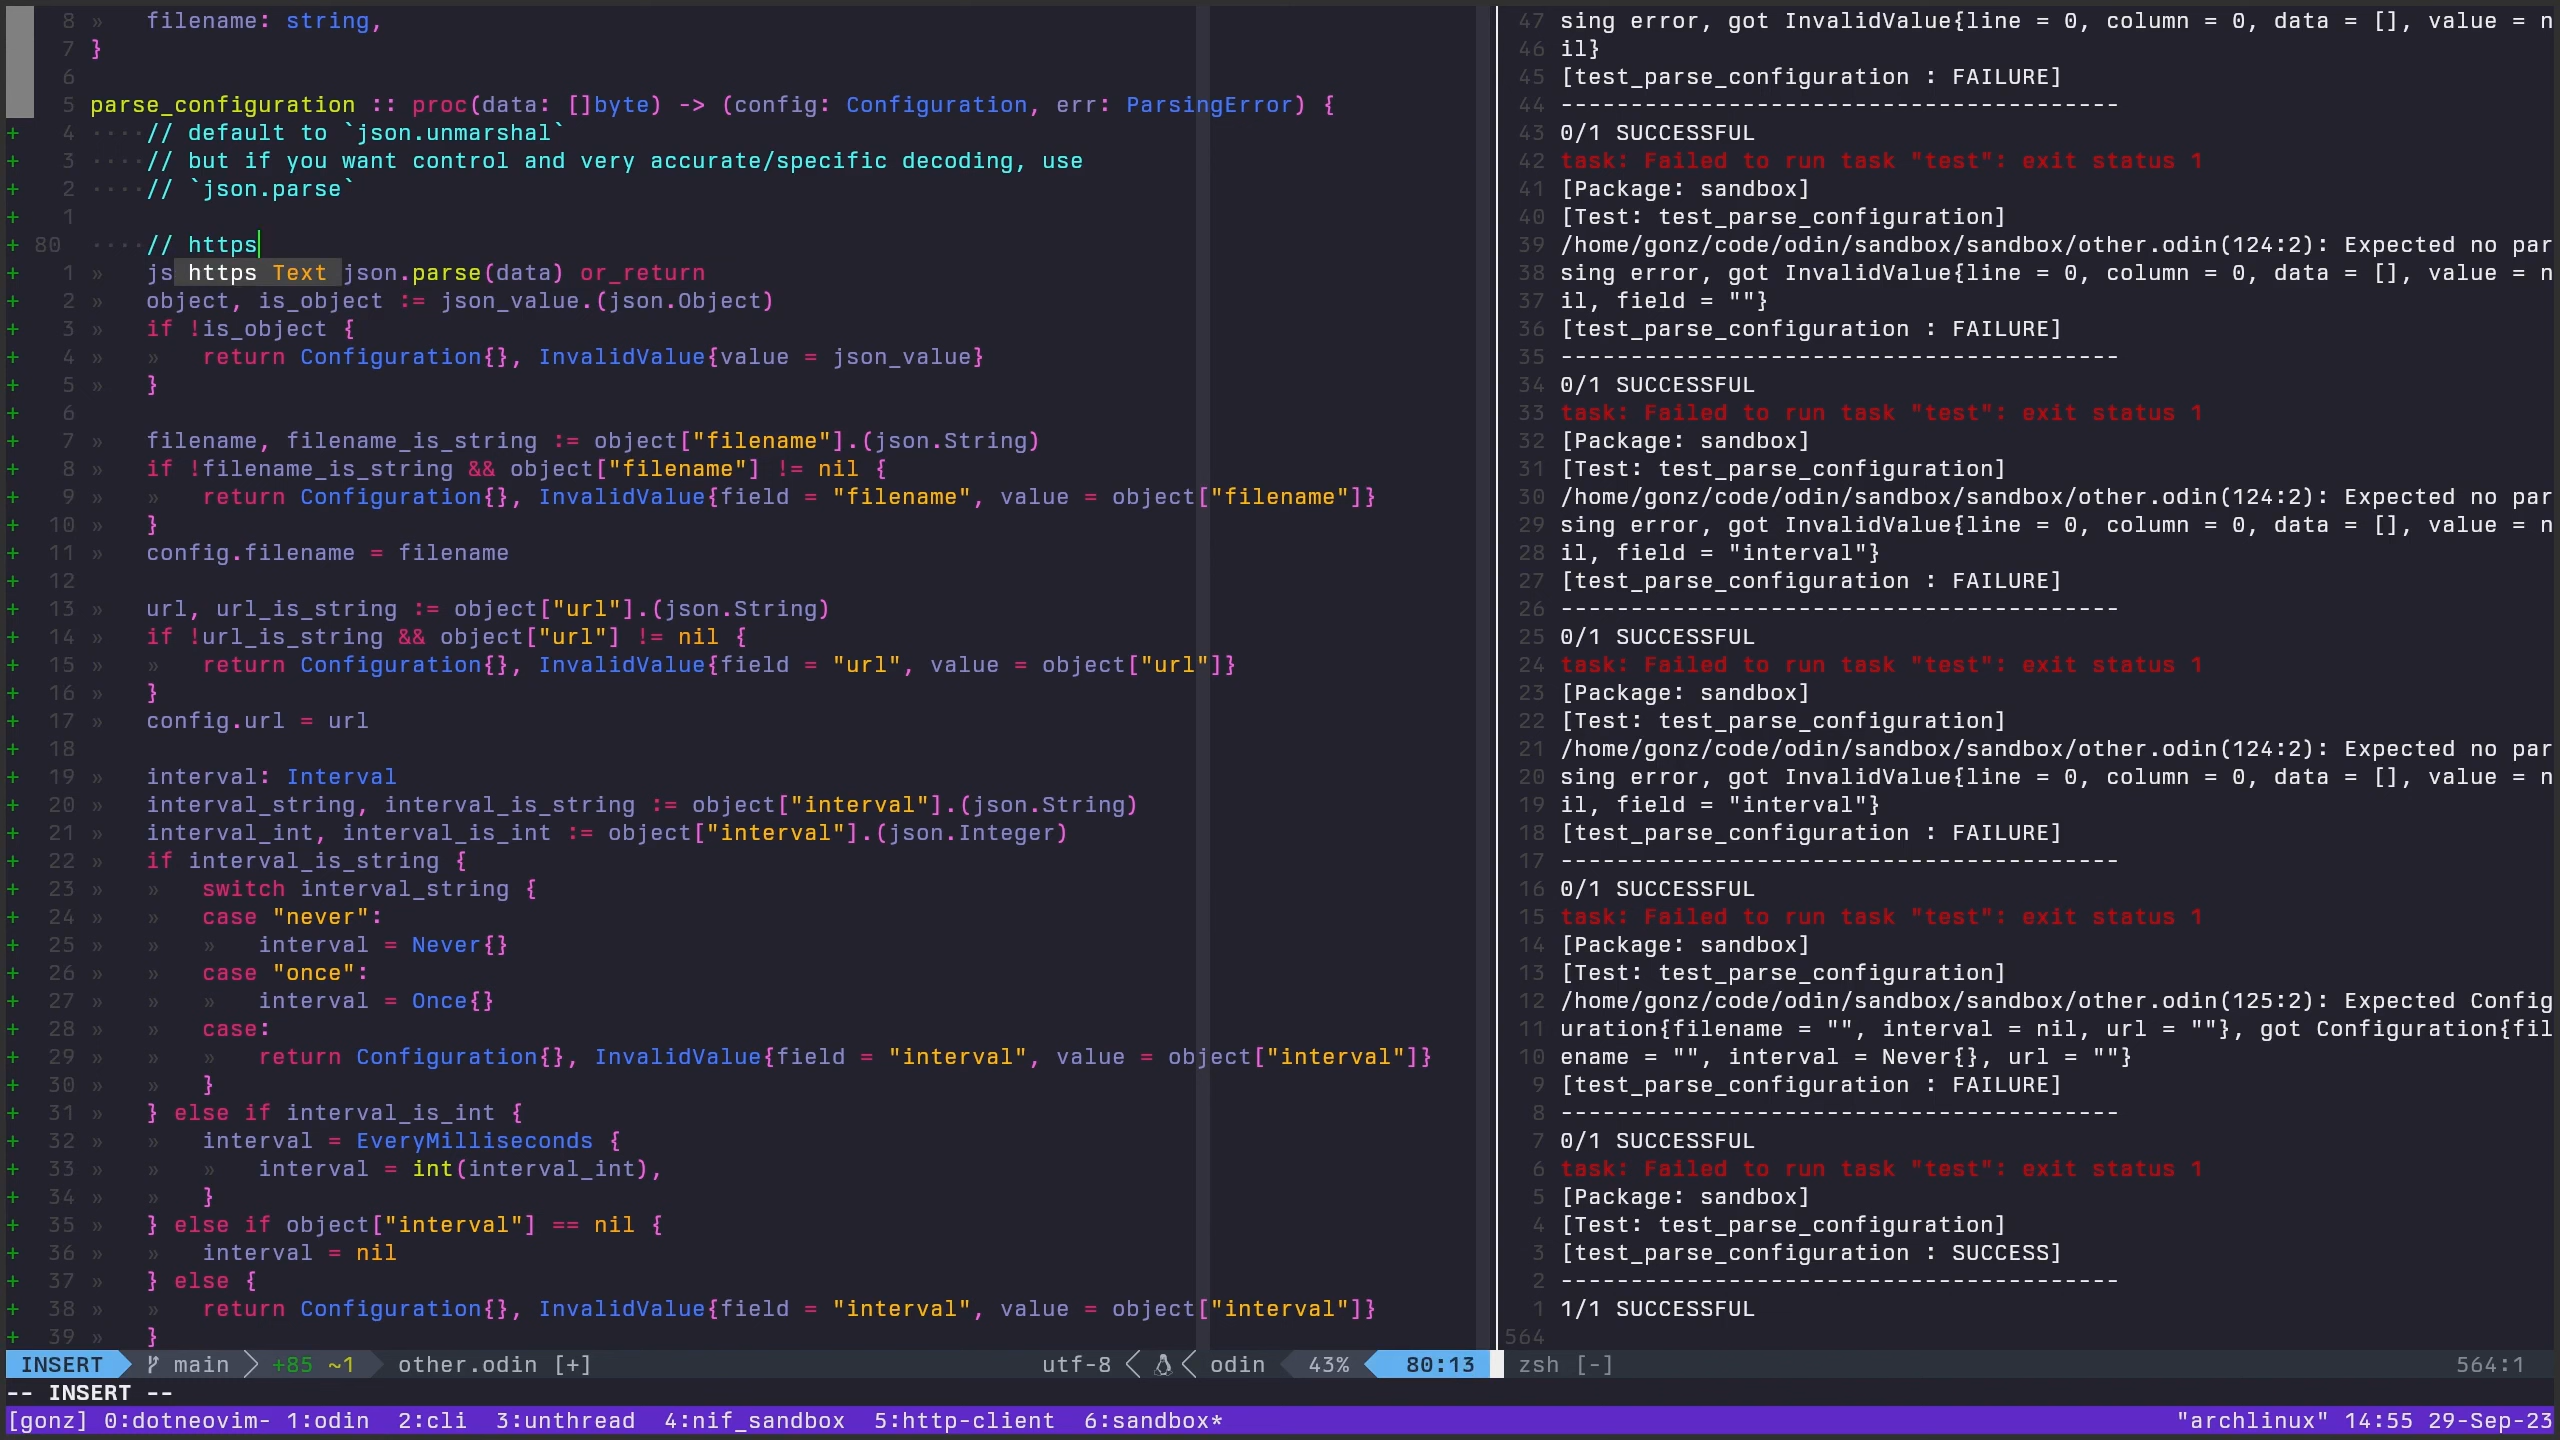 8 »   filename: string,
7 }
6
5 parse_configuration :: proc(data: []byte) -> (config: Configuration, err: ParsingError) {
+ 4 ····// default to `json.unmarshal`
+ 3 ····// but if you want control and very accurate/specific decoding, use
+ 2 ····// `json.parse`
+ 1
+ 80 ····// https
+ 1 »   js https Text json.parse(data) or_return
+ 2 »   object, is_object := json_value.(json.Object)
+ 3 »   if !is_object {
+ 4 »   »   return Configuration{}, InvalidValue{value = json_value}
+ 5 »   }
+ 6
+ 7 »   filename, filename_is_string := object["filename"].(json.String)
+ 8 »   if !filename_is_string && object["filename"] != nil {
+ 9 »   »   return Configuration{}, InvalidValue{field = "filename", value = object["filename"]}
+ 10 »   }
+ 11 »   config.filename = filename
+ 12
+ 13 »   url, url_is_string := object["url"].(json.String)
+ 14 »   if !url_is_string && object["url"] != nil {
+ 15 »   »   return Configuration{}, InvalidValue{field = "url", value = object["url"]}
+ 16 »   }
+ 17 »   config.url = url
+ 18
+ 19 »   interval: Interval
+ 20 »   interval_string, interval_is_string := object["interval"].(json.String)
+ 21 »   interval_int, interval_is_int := object["interval"].(json.Integer)
+ 22 »   if interval_is_string {
+ 23 »   »   switch interval_string {
+ 24 »   »   case "never":
+ 25 »   »   »   interval = Never{}
+ 26 »   »   case "once":
+ 27 »   »   »   interval = Once{}
+ 28 »   »   case:
+ 29 »   »   »   return Configuration{}, InvalidValue{field = "interval", value = object["interval"]}
+ 30 »   »   }
+ 31 »   } else if interval_is_int {
+ 32 »   »   interval = EveryMilliseconds {
+ 33 »   »   »   interval = int(interval_int),
+ 34 »   »   }
+ 35 »   } else if object["interval"] == nil {
+ 36 »   »   interval = nil
+ 37 »   } else {
+ 38 »   »   return Configuration{}, InvalidValue{field = "interval", value = object["interval"]}
+ 39 »   }
INSERT main +85 ~1 other.odin [+] utf-8 odin 43% 80:13
47 sing error, got InvalidValue{line = 0, column = 0, data = [], value = n
46 il}
45 [test_parse_configuration : FAILURE]
44 ----------------------------------------
43 0/1 SUCCESSFUL
42 task: Failed to run task "test": exit status 1
41 [Package: sandbox]
40 [Test: test_parse_configuration]
39 /home/gonz/code/odin/sandbox/sandbox/other.odin(124:2): Expected no par
38 sing error, got InvalidValue{line = 0, column = 0, data = [], value = n
37 il, field = ""}
36 [test_parse_configuration : FAILURE]
35 ----------------------------------------
34 0/1 SUCCESSFUL
33 task: Failed to run task "test": exit status 1
32 [Package: sandbox]
31 [Test: test_parse_configuration]
30 /home/gonz/code/odin/sandbox/sandbox/other.odin(124:2): Expected no par
29 sing error, got InvalidValue{line = 0, column = 0, data = [], value = n
28 il, field = "interval"}
27 [test_parse_configuration : FAILURE]
26 ----------------------------------------
25 0/1 SUCCESSFUL
24 task: Failed to run task "test": exit status 1
23 [Package: sandbox]
22 [Test: test_parse_configuration]
21 /home/gonz/code/odin/sandbox/sandbox/other.odin(124:2): Expected no par
20 sing error, got InvalidValue{line = 0, column = 0, data = [], value = n
19 il, field = "interval"}
18 [test_parse_configuration : FAILURE]
17 ----------------------------------------
16 0/1 SUCCESSFUL
15 task: Failed to run task "test": exit status 1
14 [Package: sandbox]
13 [Test: test_parse_configuration]
12 /home/gonz/code/odin/sandbox/sandbox/other.odin(125:2): Expected Config
11 uration{filename = "", interval = nil, url = ""}, got Configuration{fil
10 ename = "", interval = Never{}, url = ""}
9 [test_parse_configuration : FAILURE]
8 ----------------------------------------
7 0/1 SUCCESSFUL
6 task: Failed to run task "test": exit status 1
5 [Package: sandbox]
4 [Test: test_parse_configuration]
3 [test_parse_configuration : SUCCESS]
2 ----------------------------------------
1 1/1 SUCCESSFUL
564
zsh [-] 564:1
-- INSERT --
[gonz] 0:dotneovim- 1:odin  2:cli  3:unthread  4:nif_sandbox  5:http-client  6:sandbox* "archlinux" 14:55 29-Sep-23